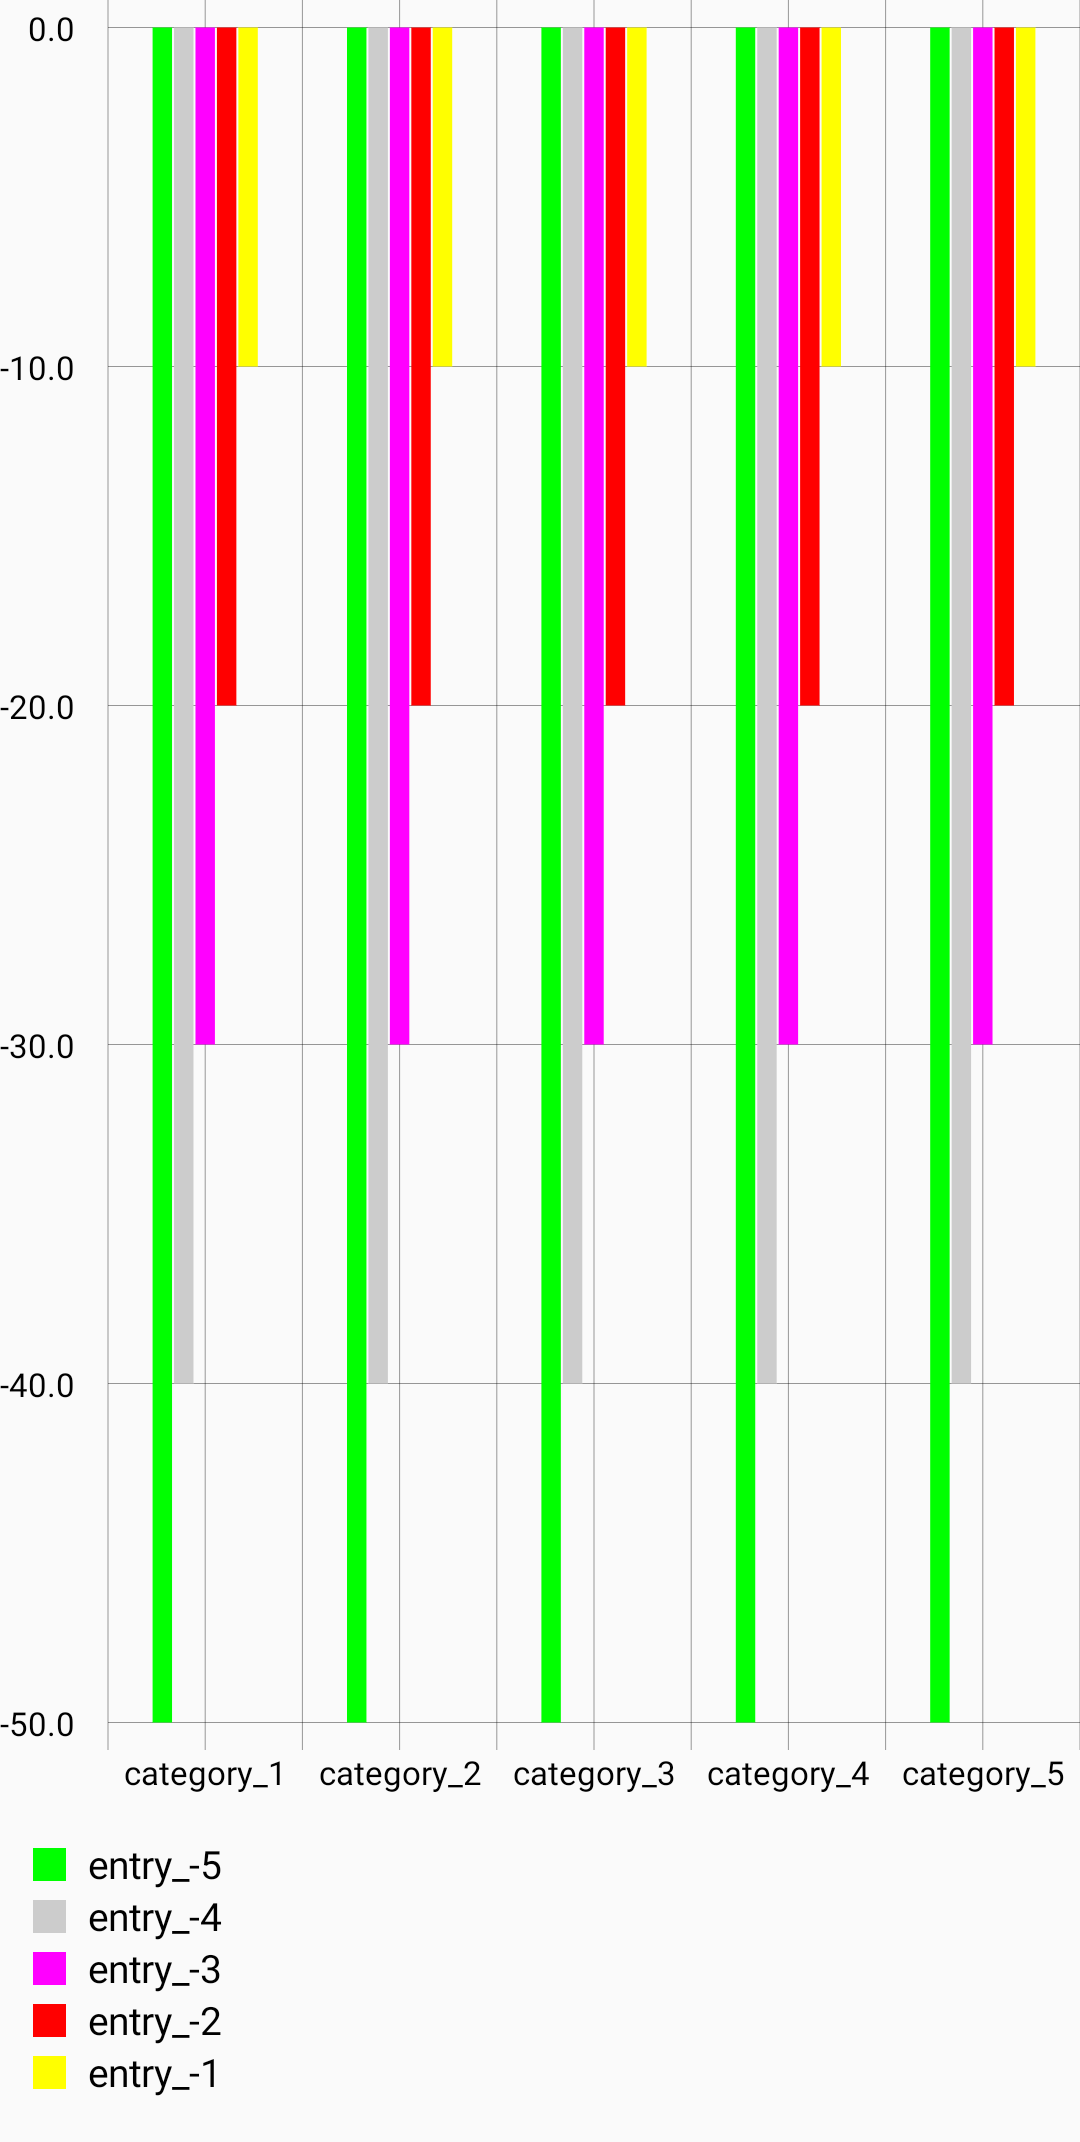 0.0
-10.0
-20.0
-30.0
-40.0
-50.0
category_1 category_2 category_3 category_4 category_5
entry_-5
entry_-4
entry_-3
entry_-2
entry_-1